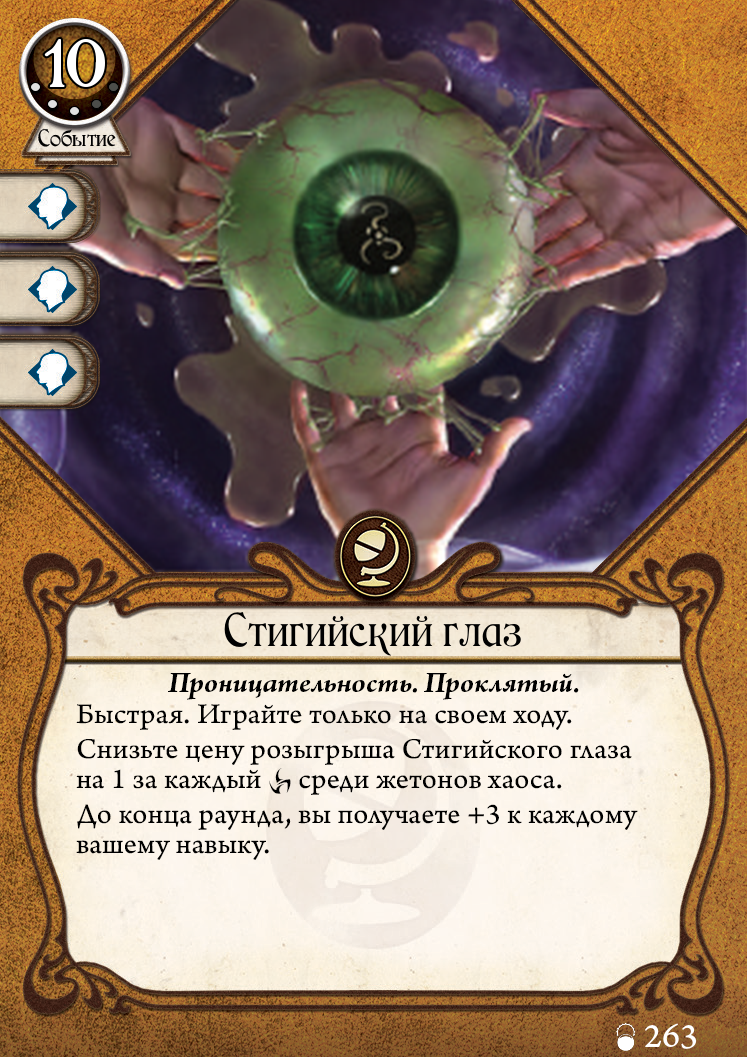 10
Событие
Стигийский глаз
Проницательность. Проклятый.
Быстрая. Играйте только на своем ходу.
Снизьте цену розыгрыша Стигийского глаза
на 1 за каждый среди жетонов хаоса.
До конца раунда, вы получаете +3 к каждому
вашему навыку.
263